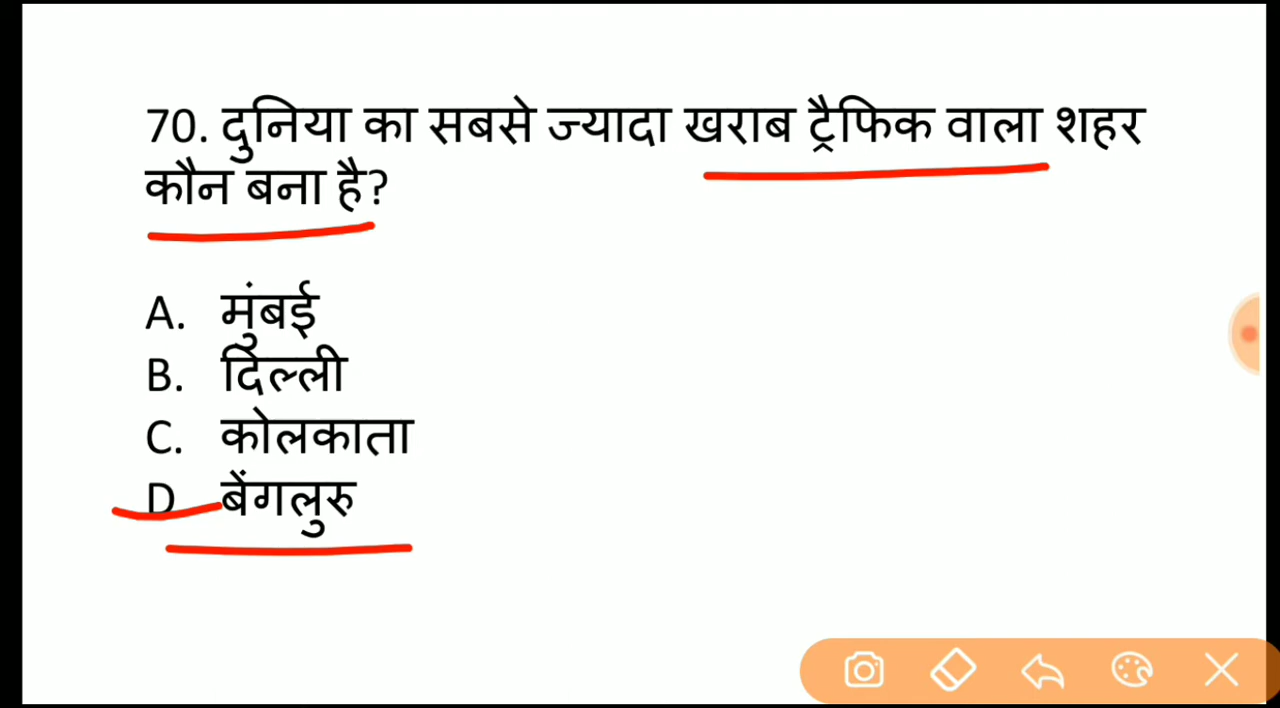 70. दुनिया का सबसे ज्यादा खराब ट्रैफिक वाला शहर
कौन बना है?
A. मुंबई
B. दिल्ली
C. कोलकाता
D बेंगलुरु